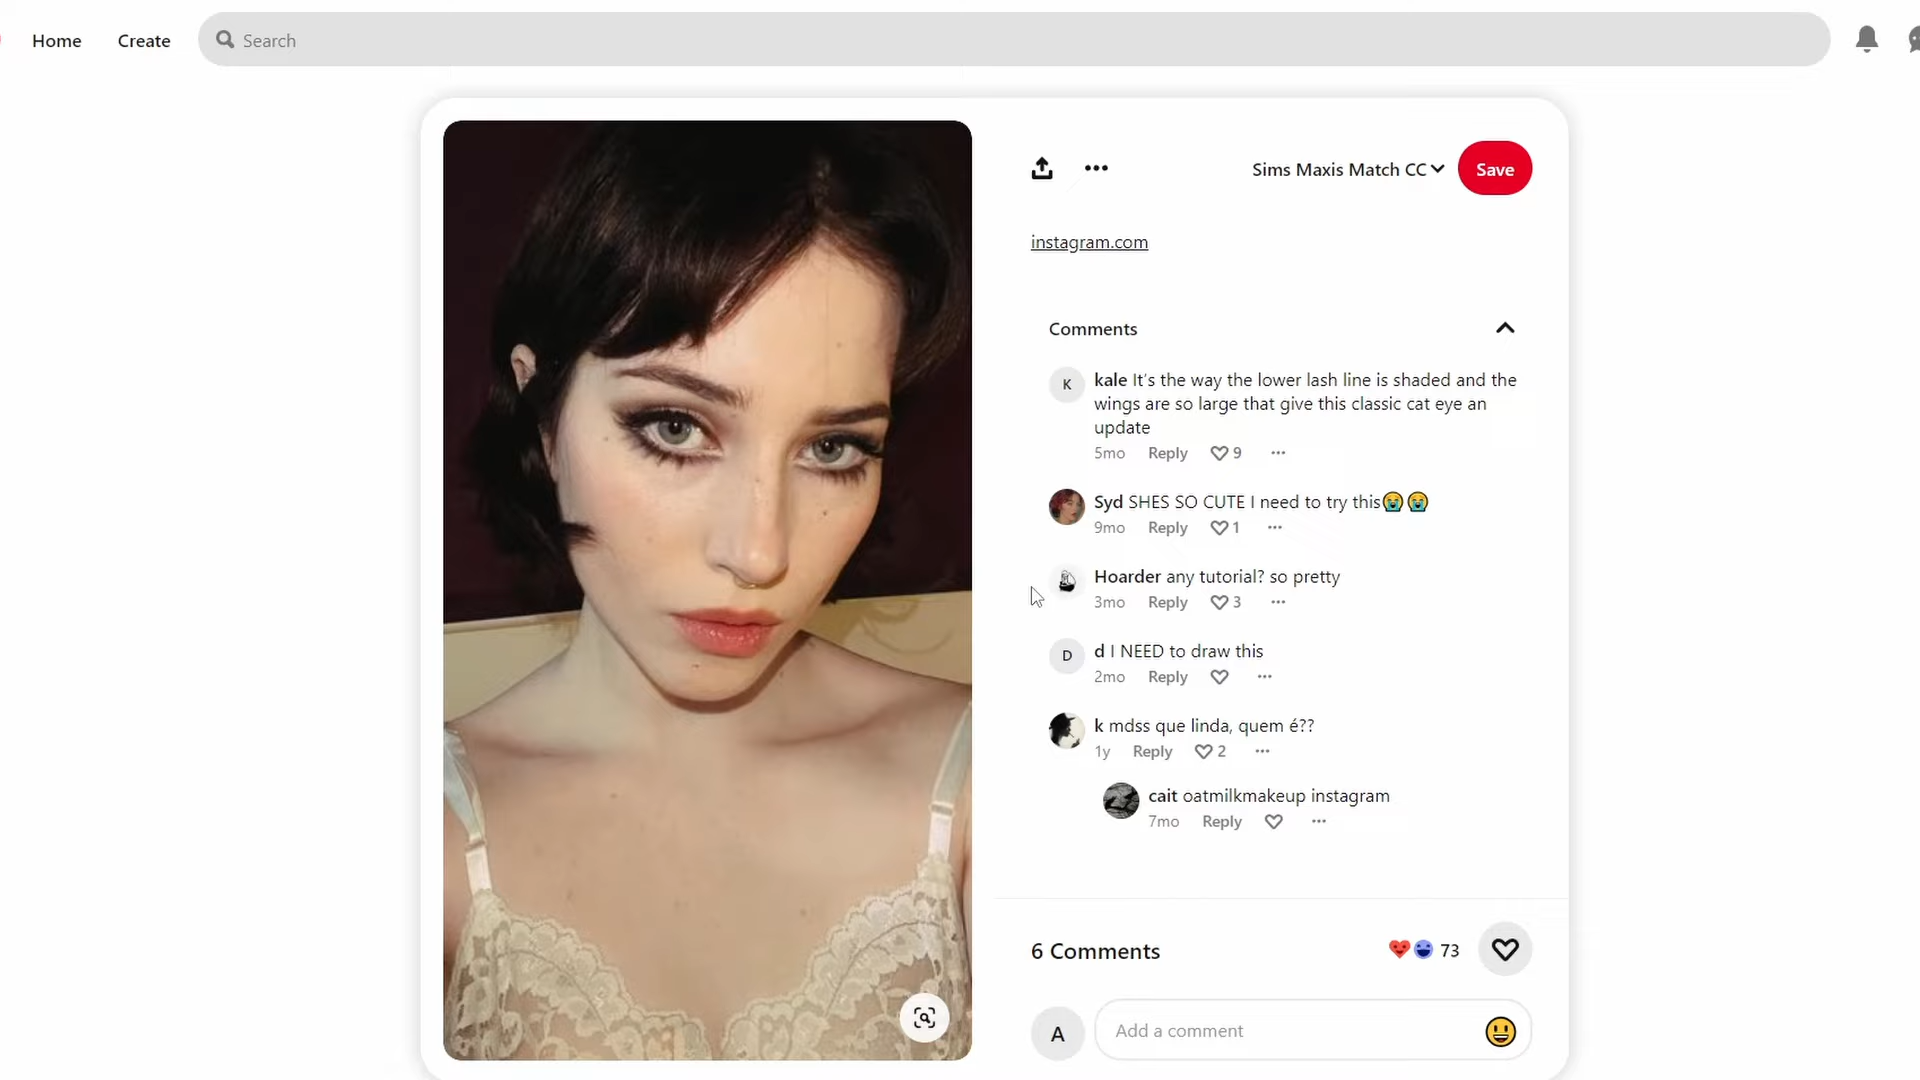 Home Create Search
Sims Maxis Match CC Save
instagram.com
Comments
K
kale It's the way the lower lash line is shaded and the
wings are so large that give this classic cat eye an
update
5mo Reply 9
Syd SHES SO CUTE I need to try this😭😭
9mo Reply 1
Hoarder any tutorial? so pretty
3mo Reply 3
D
d I NEED to draw this
2mo Reply
k mdss que linda, quem é??
1y Reply 2
cait oatmilkmakeup instagram
7mo Reply
6 Comments 73
A Add a comment